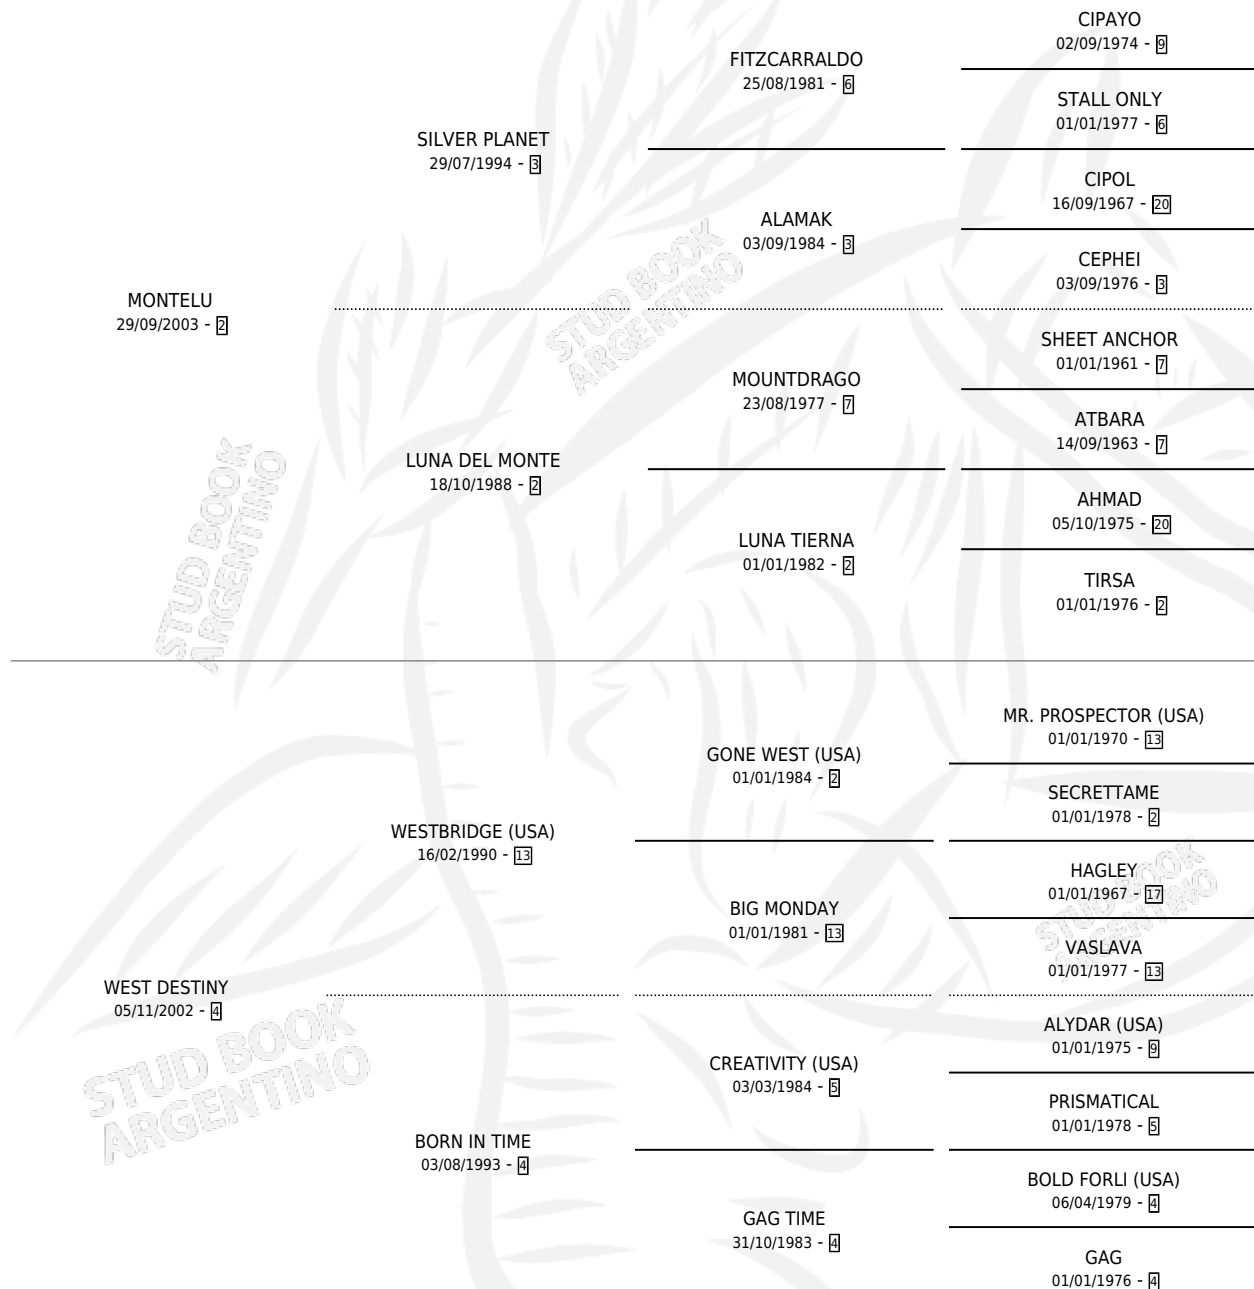 MONTELU
29/09/2003 - 2
SILVER PLANET
29/07/1994 - 3
LUNA DEL MONTE
18/10/1988 - 2
FITZCARRALDO
25/08/1981 - 6
ALAMAK
03/09/1984 - 3
MOUNTDRAGO
23/08/1977 - 7
LUNA TIERNA
01/01/1982 - 2
CIPAYO
02/09/1974 - 9
STALL ONLY
01/01/1977 - 6
CIPOL
16/09/1967 - 20
CEPHEI
03/09/1976 - 3
SHEET ANCHOR
01/01/1961 - 7
ATBARA
14/09/1963 - 7
AHMAD
05/10/1975 - 20
TIRSA
01/01/1976 - 2
WEST DESTINY
05/11/2002 - 4
WESTBRIDGE (USA)
16/02/1990 - 13
BORN IN TIME
03/08/1993 - 4
GONE WEST (USA)
01/01/1984 - 2
BIG MONDAY
01/01/1981 - 13
CREATIVITY (USA)
03/03/1984 - 5
GAG TIME
31/10/1983 - 4
MR. PROSPECTOR (USA)
01/01/1970 - 13
SECRETTAME
01/01/1978 - 2
HAGLEY
01/01/1967 - 17
VASLAVA
01/01/1977 - 13
ALYDAR (USA)
01/01/1975 - 9
PRISMATICAL
01/01/1978 - 5
BOLD FORLI (USA)
06/04/1979 - 4
GAG
01/01/1976 - 4
STUD BOOK
ARGENTINO
STUD BOOK
ARGENTINO
STUD BOOK
ARGENTINO
STUD BOOK
ARGENTINO